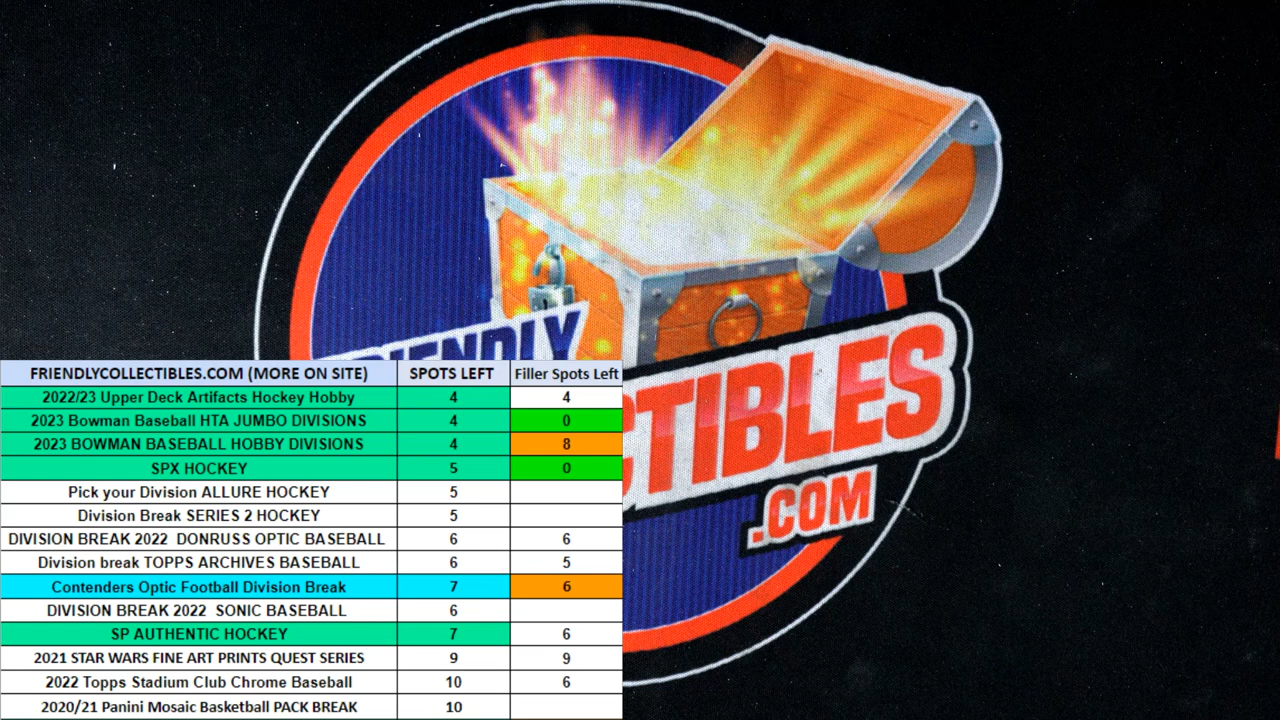 FRIENDLY
CTIBLES
.COM
FRIENDLYCOLLECTIBLES.COM (MORE ON SITE) SPOTS LEFT Filler Spots Left
2022/23 Upper Deck Artifacts Hockey Hobby 4 4
2023 Bowman Baseball HTA JUMBO DIVISIONS 4 0
2023 BOWMAN BASEBALL HOBBY DIVISIONS 4 8
SPX HOCKEY 5 0
Pick your Division ALLURE HOCKEY 5
Division Break SERIES 2 HOCKEY 5
DIVISION BREAK 2022 DONRUSS OPTIC BASEBALL 6 6
Division break TOPPS ARCHIVES BASEBALL 6 5
Contenders Optic Football Division Break 7 6
DIVISION BREAK 2022 SONIC BASEBALL 6
SP AUTHENTIC HOCKEY 7 6
2021 STAR WARS FINE ART PRINTS QUEST SERIES 9 9
2022 Topps Stadium Club Chrome Baseball 10 6
2020/21 Panini Mosaic Basketball PACK BREAK 10